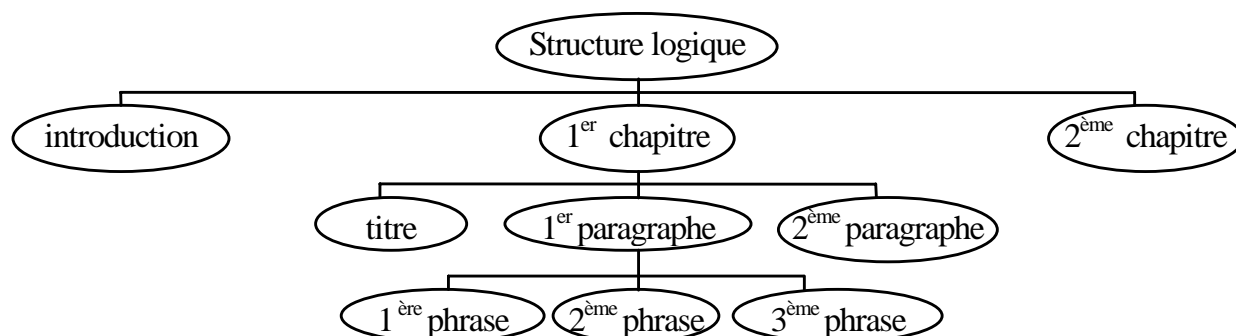 Structure logique
introduction
1er chapitre
2ème chapitre
titre
1er paragraphe
2ème paragraphe
1ère phrase
2ème phrase
3ème phrase